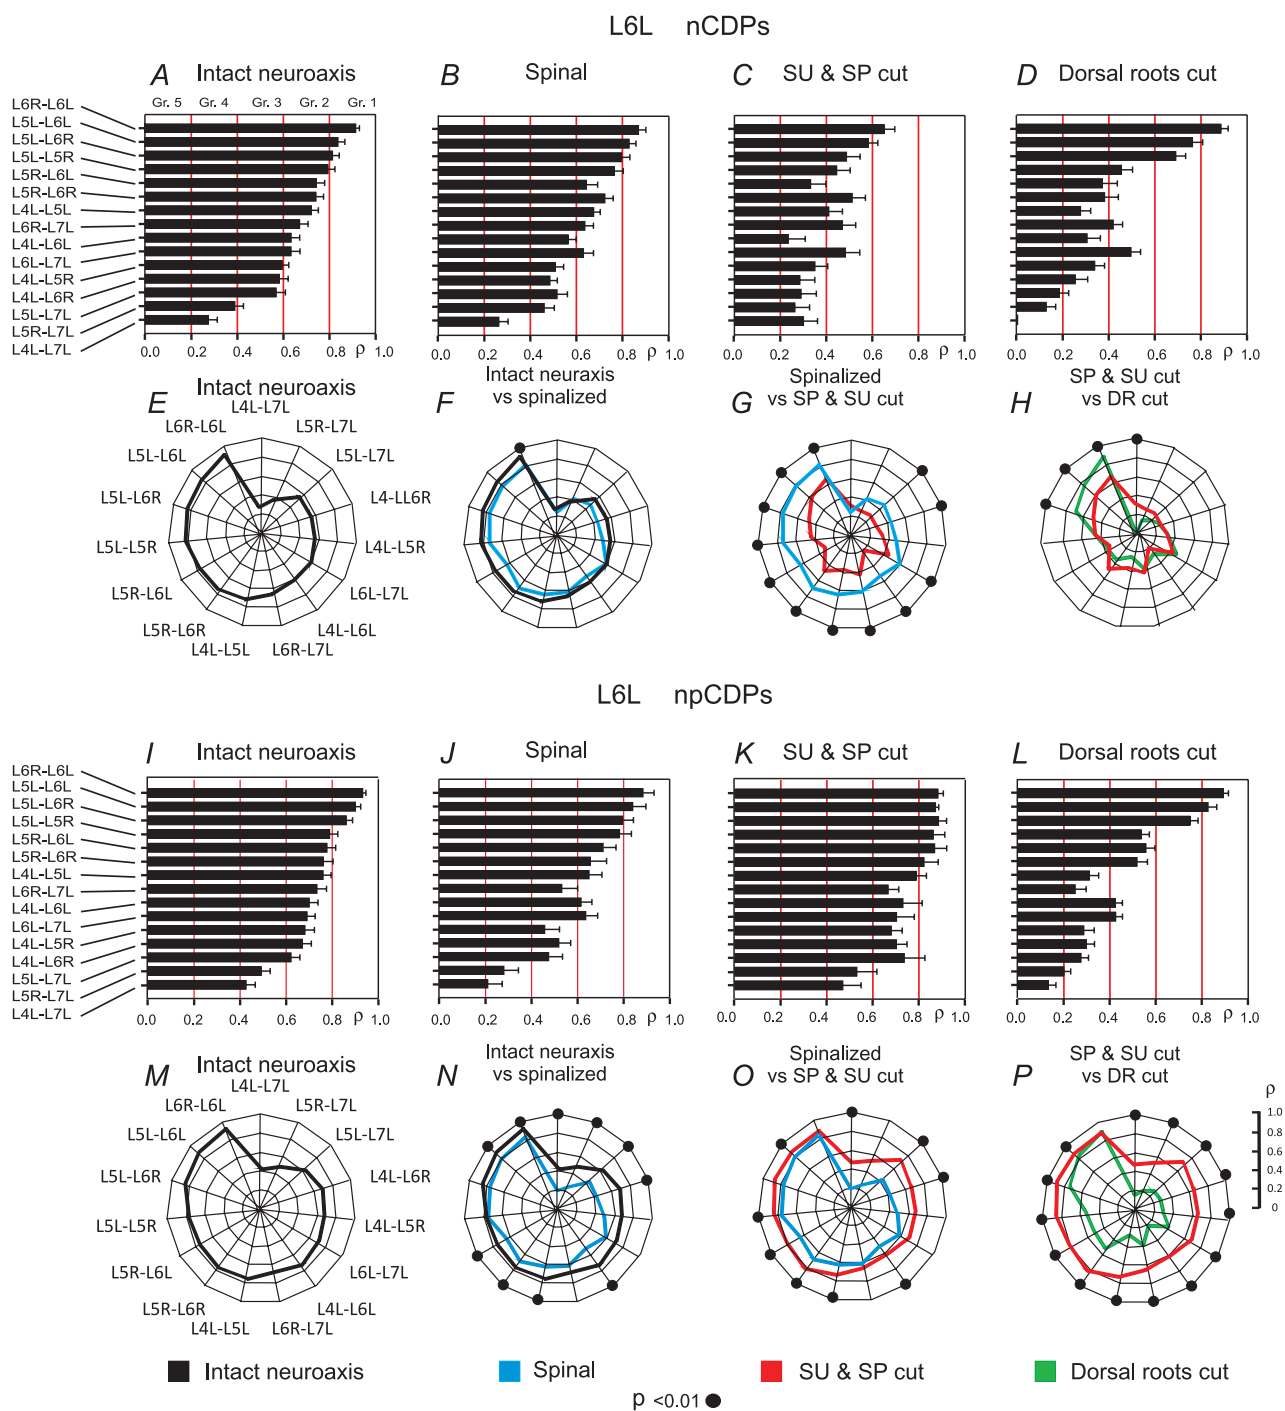 L6L nCDPs
A Intact neuroaxis
B Spinal
C SU & SP cut
D Dorsal roots cut
Gr. 5 Gr. 4 Gr. 3 Gr. 2 Gr. 1
L6R-L6L
L5L-L6L
L5L-L6R
L5L-L5R
L5R-L6L
L5R-L6R
L4L-L5L
L6R-L7L
L4L-L6L
L6L-L7L
L4L-L5R
L4L-L6R
L5L-L7L
L5R-L7L
L4L-L7L
0.0 0.2 0.4 0.6 0.8 ρ 1.0
0.0 0.2 0.4 0.6 0.8 ρ 1.0
0.0 0.2 0.4 0.6 0.8 ρ 1.0
0.0 0.2 0.4 0.6 0.8 ρ 1.0
E Intact neuroaxis
L4L-L7L
L6R-L6L
L5R-L7L
L5L-L6L
L5L-L7L
L5L-L6R
L4-LL6R
L5L-L5R
L4L-L5R
L5R-L6L
L6L-L7L
L5R-L6R
L4L-L6L
L4L-L5L
L6R-L7L
F Intact neuraxis
vs spinalized
G Spinalized
vs SP & SU cut
H SP & SU cut
vs DR cut
L6L npCDPs
I Intact neuroaxis
J Spinal
K SU & SP cut
L Dorsal roots cut
L6R-L6L
L5L-L6L
L5L-L6R
L5L-L5R
L5R-L6L
L5R-L6R
L4L-L5L
L6R-L7L
L4L-L6L
L6L-L7L
L4L-L5R
L4L-L6R
L5L-L7L
L5R-L7L
L4L-L7L
0.0 0.2 0.4 0.6 0.8 ρ 1.0
0.0 0.2 0.4 0.6 0.8 ρ 1.0
0.0 0.2 0.4 0.6 0.8 ρ 1.0
0.0 0.2 0.4 0.6 0.8 ρ 1.0
M Intact neuroaxis
L4L-L7L
L6R-L6L
L5R-L7L
L5L-L6L
L5L-L7L
L5L-L6R
L4L-L6R
L5L-L5R
L4L-L5R
L5R-L6L
L6L-L7L
L5R-L6R
L4L-L6L
L4L-L5L
L6R-L7L
N Intact neuraxis
vs spinalized
O Spinalized
vs SP & SU cut
P SP & SU cut
vs DR cut
ρ
1.0
0.8
0.6
0.4
0.2
0
Intact neuroaxis
Spinal
SU & SP cut
Dorsal roots cut
p <0.01